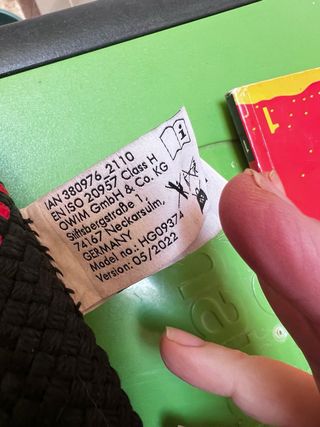 IAN 380976_2110
EN ISO 20957 Class H
OWIM GmbH & Co. KG
Stiftsbergstraße 1
74167 Neckarsulm,
GERMANY
Model no.: HG09374
Version: 05/2022